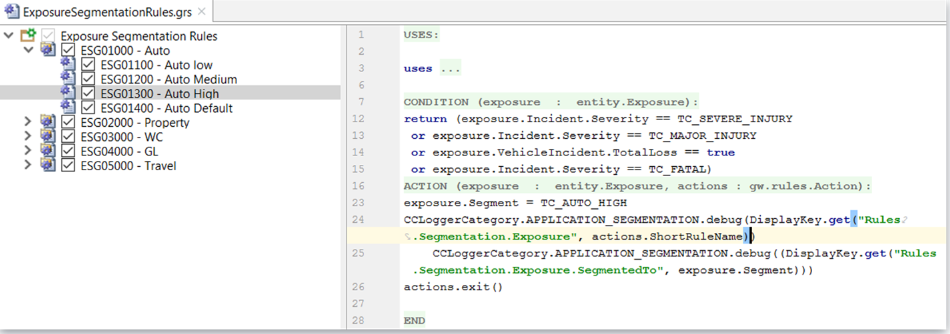 ExposureSegmentationRules.grs
Exposure Segmentation Rules
ESG01000 - Auto
ESG01100 - Auto low
ESG01200 - Auto Medium
ESG01300 - Auto High
ESG01400 - Auto Default
ESG02000 - Property
ESG03000 - WC
ESG04000 - GL
ESG05000 - Travel
1 USES:
2
3 uses ...
6
7 CONDITION (exposure : entity.Exposure):
12 return (exposure.Incident.Severity == TC_SEVERE_INJURY
13 or exposure.Incident.Severity == TC_MAJOR_INJURY
14 or exposure.VehicleIncident.TotalLoss == true
15 or exposure.Incident.Severity == TC_FATAL)
16 ACTION (exposure : entity.Exposure, actions : gw.rules.Action):
23 exposure.Segment = TC_AUTO_HIGH
24 CCLoggerCategory.APPLICATION_SEGMENTATION.debug(DisplayKey.get("Rules
.Segmentation.Exposure", actions.ShortRuleName))
25 CCLoggerCategory.APPLICATION_SEGMENTATION.debug((DisplayKey.get("Rules
.Segmentation.Exposure.SegmentedTo", exposure.Segment)))
26 actions.exit()
27
28 END